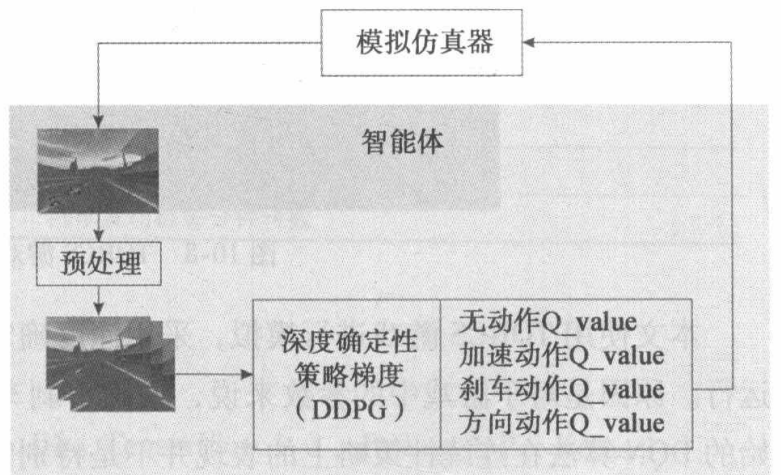 模拟仿真器
智能体
预处理
深度确定性
策略梯度
（DDPG）
无动作Q_value
加速动作Q_value
刹车动作Q_value
方向动作Q_value